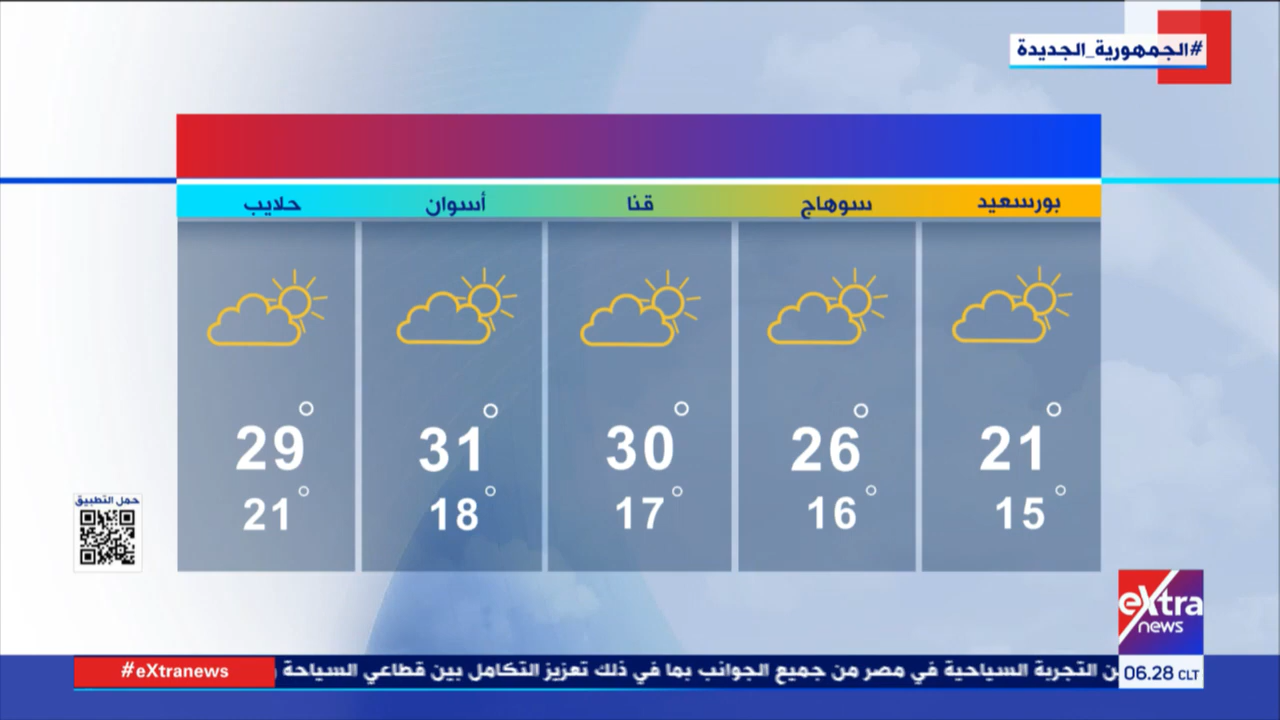 #الجمهورية_الجديدة
بورسعيد
سوهاج
قنا
أسوان
حلايب
21°
26°
30°
31°
29°
15°
16°
17°
18°
21°
حمل التطبيق
eXtra
news
التجربة السياحية في مصر من جميع الجوانب بما في ذلك تعزيز التكامل بين قطاعي السياحة
#eXtranews
06.28 CLT